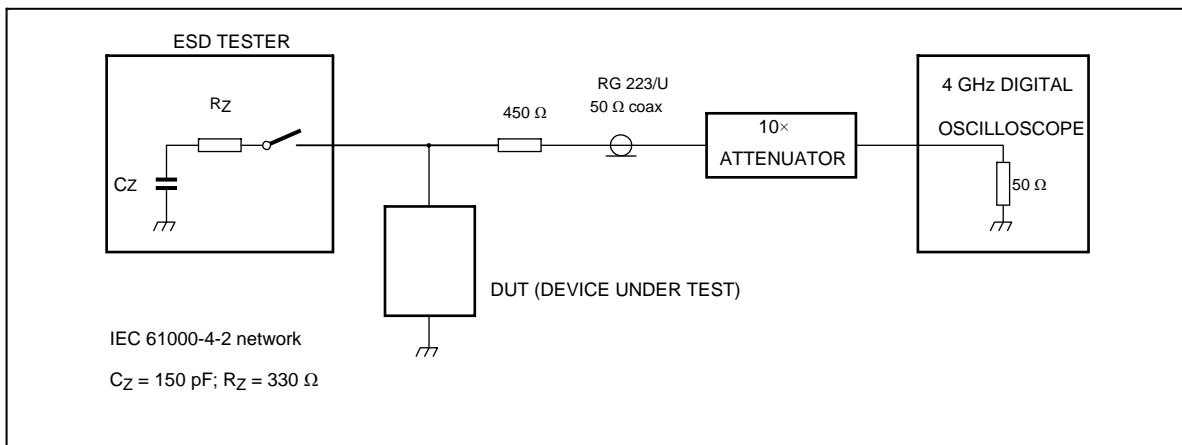 ESD TESTER
RZ
CZ
450 Ω
RG 223/U
50 Ω coax
10×
ATTENUATOR
4 GHz DIGITAL
OSCILLOSCOPE
50 Ω
DUT (DEVICE UNDER TEST)
IEC 61000-4-2 network
CZ = 150 pF; RZ = 330 Ω